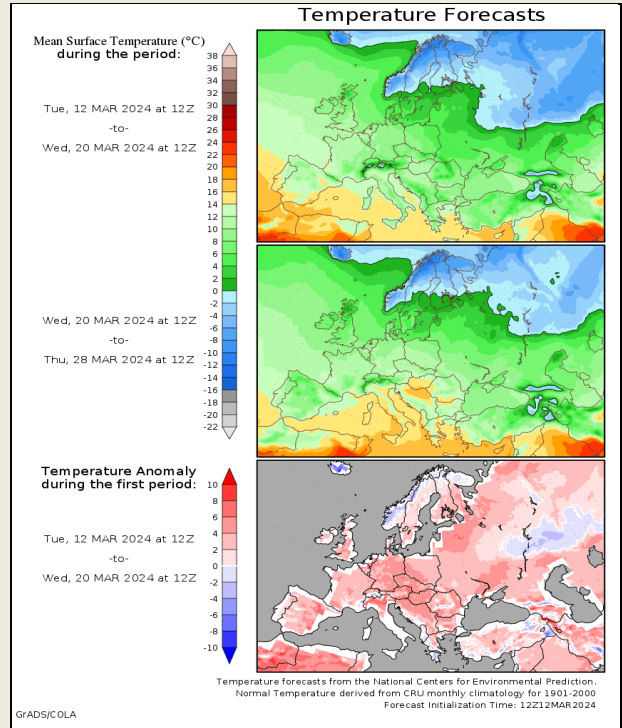 Temperature Forecasts
Mean Surface Temperature (°C)
during the period:
38
36
34
32
30
28
26
24
22
20
18
16
14
12
10
8
6
4
2
0
-2
-4
-6
-8
-10
-12
-14
-16
-18
-20
-22
Tue, 12 MAR 2024 at 12Z
-to-
Wed, 20 MAR 2024 at 12Z
Wed, 20 MAR 2024 at 12Z
-to-
Thu, 28 MAR 2024 at 12Z
Temperature Anomaly
during the first period:
10
8
6
4
2
0
-2
-4
-6
-8
-10
Tue, 12 MAR 2024 at 12Z
-to-
Wed, 20 MAR 2024 at 12Z
Temperature forecasts from the National Centers for Environmental Prediction.
Normal Temperature derived from CRU monthly climatology for 1901-2000
Forecast Initialization Time: 12Z12MAR2024
GrADS/COLA